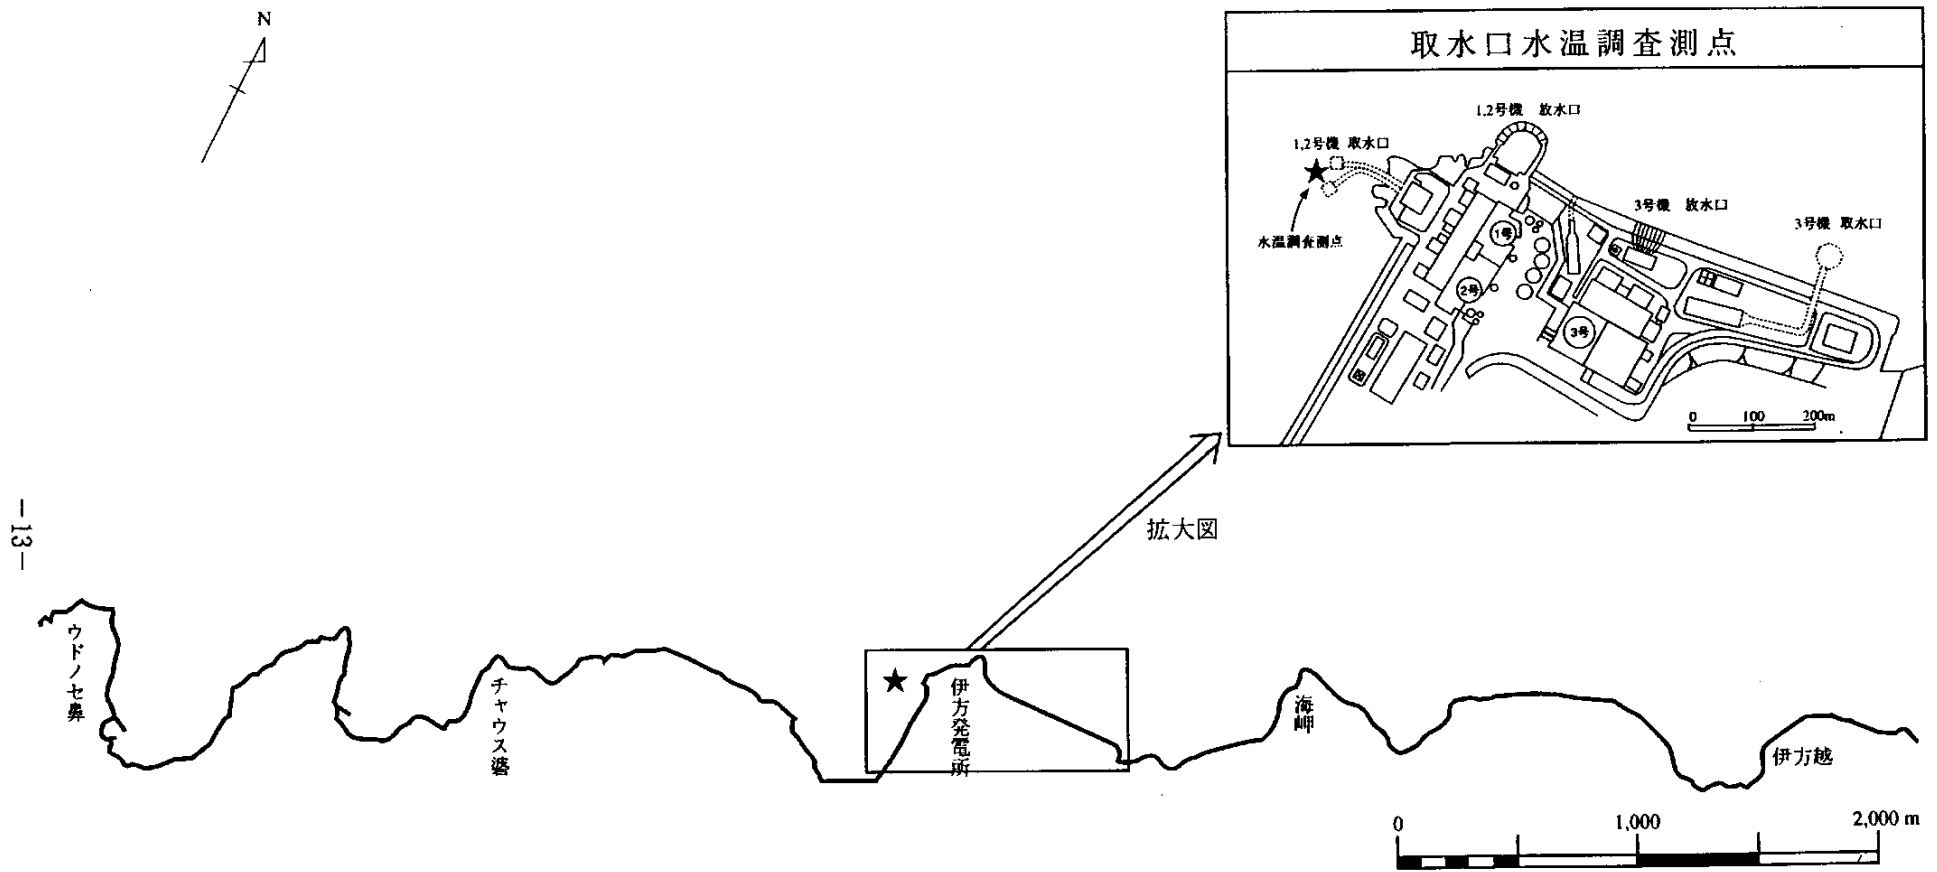 N
取水口水温調査測点
1,2号機 放水口
1,2号機 取水口
3号機 放水口
3号機 取水口
水温調査測点
1号
2号
3号
0 100 200m
拡大図
ウドノセ鼻
チャウス碆
伊方発電所
海岬
伊方越
0 1,000 2,000 m
－13－